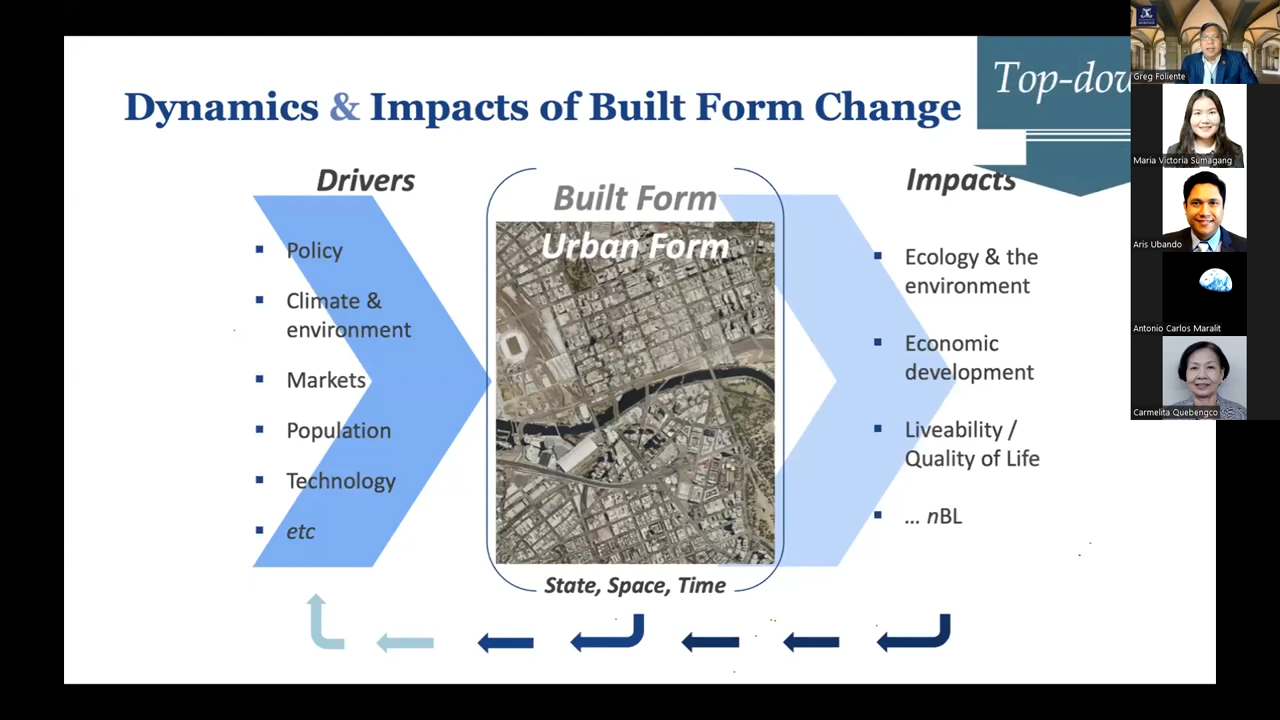 Dynamics & Impacts of Built Form Change
Top-dow
Drivers
Policy
Climate &
environment
Markets
Population
Technology
etc
Built Form
Urban Form
State, Space, Time
Impacts
Ecology & the
environment
Economic
development
Liveability /
Quality of Life
... nBL
Greg Foliente
Maria Victoria Sumagang
Aris Ubando
Antonio Carlos Maralit
Carmelita Quebengco